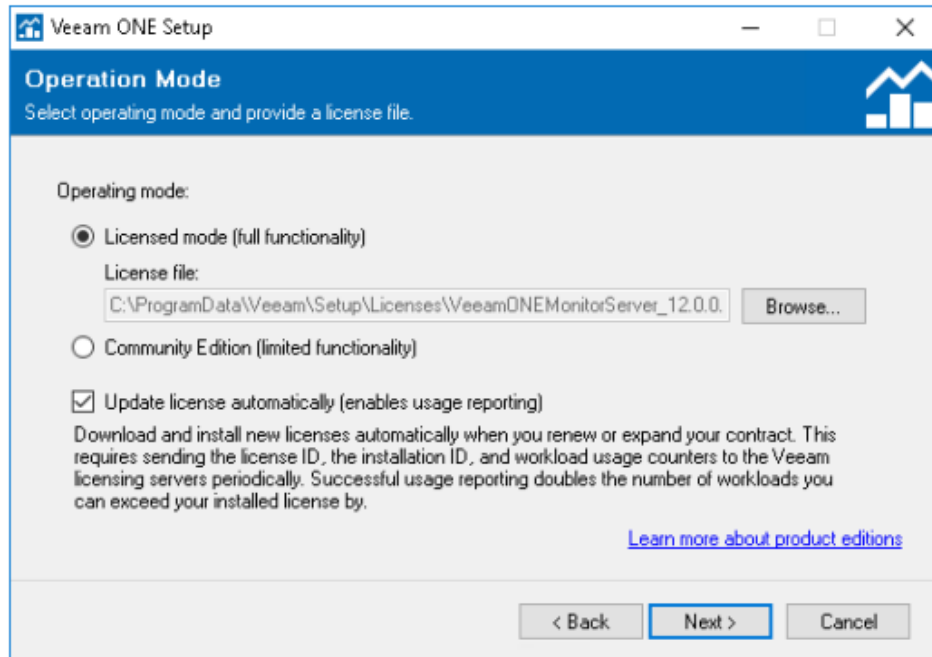 Veeam ONE Setup
Operation Mode
Select operating mode and provide a license file.
Operating mode:
Licensed mode (full functionality)
License file:
C:\ProgramData\Veeam\Setup\Licenses\VeeamONEMonitorServer_12.0.0.
Browse...
Community Edition (limited functionality)
Update license automatically (enables usage reporting)
Download and install new licenses automatically when you renew or expand your contract. This
requires sending the license ID, the installation ID, and workload usage counters to the Veeam
licensing servers periodically. Successful usage reporting doubles the number of workloads you
can exceed your installed license by.
Learn more about product editions
< Back
Next >
Cancel